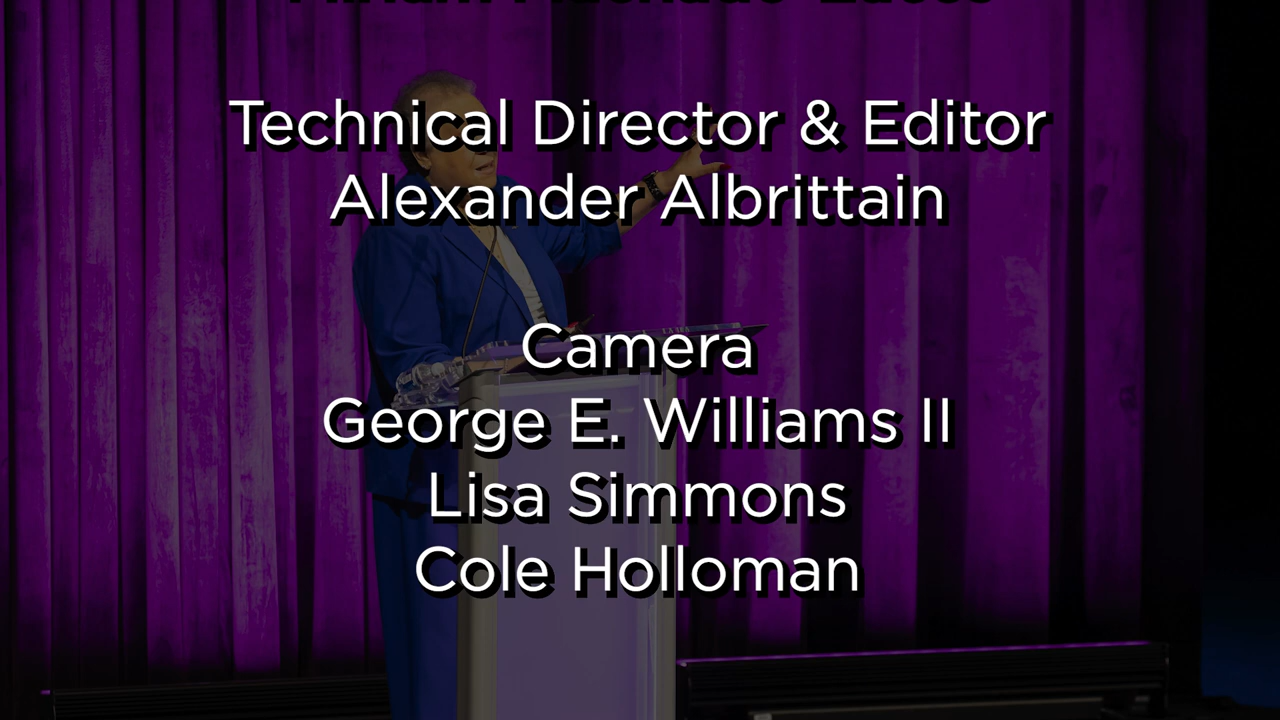 Technical Director & Editor
Alexander Albrittain
Camera
George E. Williams II
Lisa Simmons
Cole Holloman